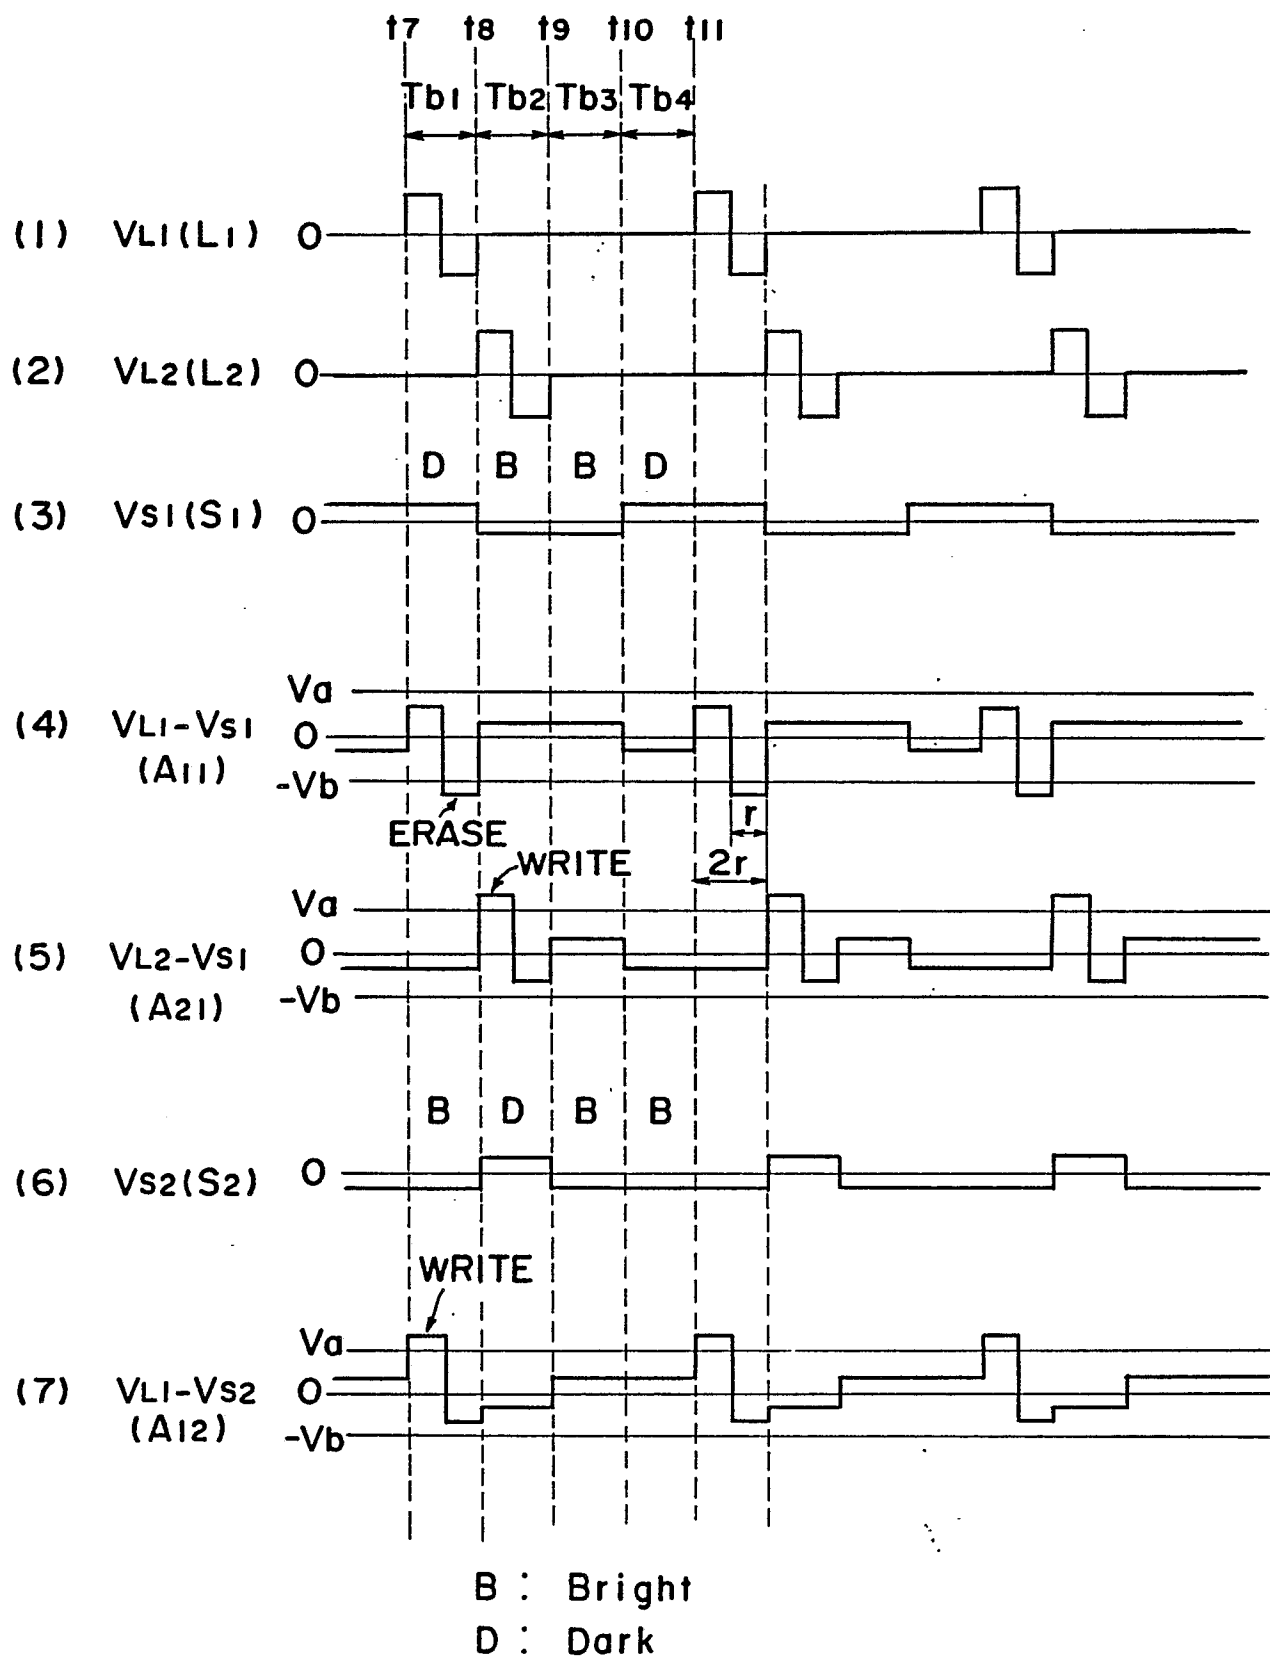 t7 t8 t9 t10 t11
Tb1 Tb2 Tb3 Tb4
(1) VL1(L1) 0
(2) VL2(L2) 0
D B B D
(3) VS1(S1) 0
Va
(4) VL1-VS1 0
(A11)
-Vb
ERASE
r
WRITE
2r
Va
(5) VL2-VS1 0
(A21)
-Vb
B D B B
(6) VS2(S2) 0
WRITE
Va
(7) VL1-VS2 0
(A12)
-Vb
B : Bright
D : Dark